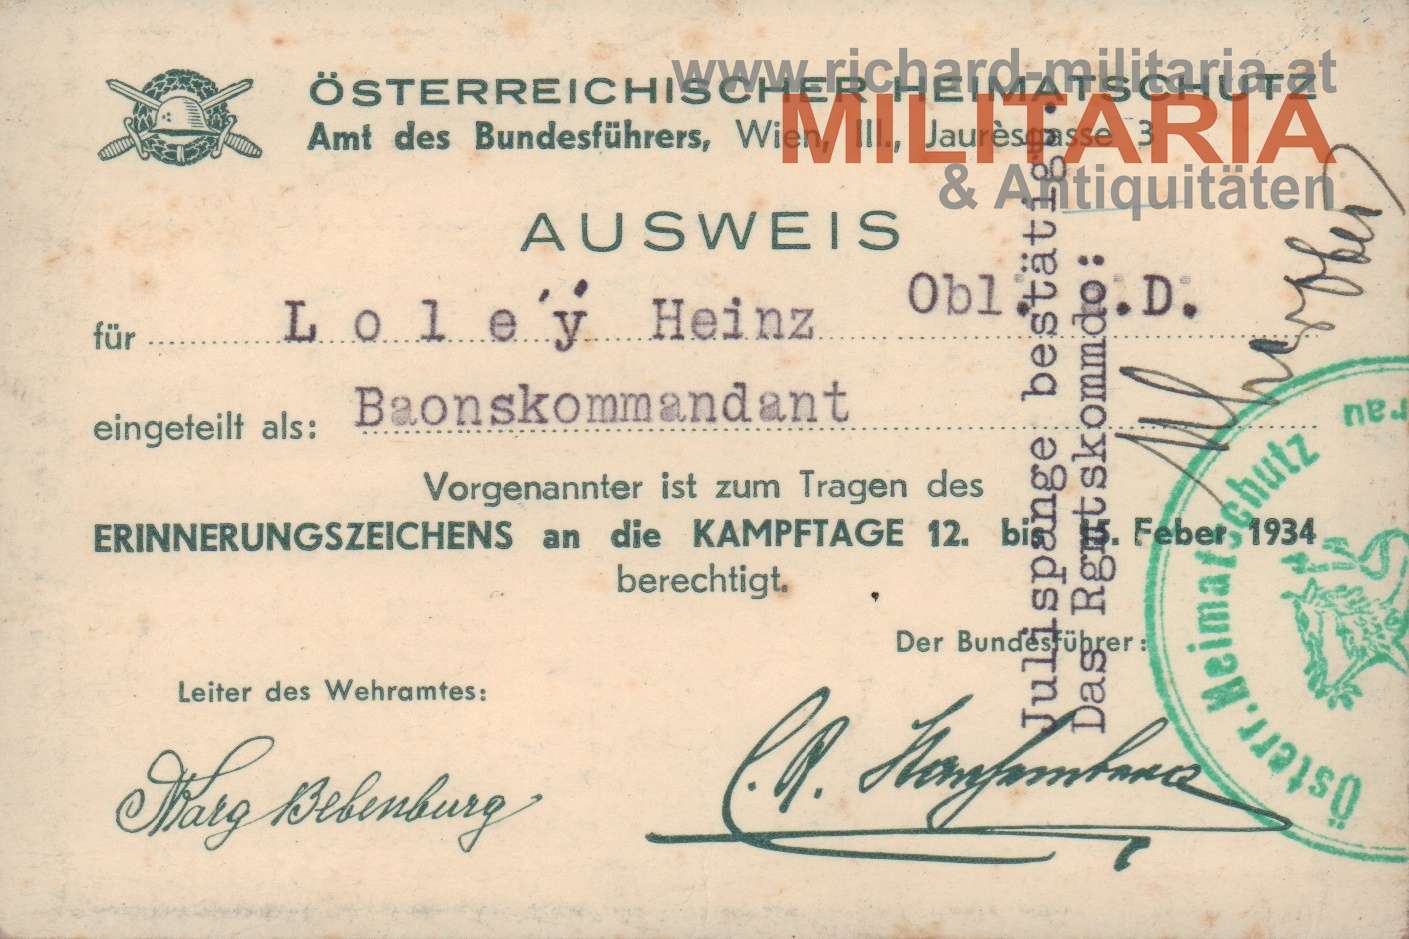 www.richard-militaria.at
MILITARIA
& Antiquitäten
ÖSTERREICHISCHER HEIMATSCHUTZ
Amt des Bundesführers, Wien, III., Jaurèsgasse 3
AUSWEIS
für Loley Heinz Obl. .D.
eingeteilt als: Baonskommandant
Vorgenannter ist zum Tragen des
ERINNERUNGSZEICHENS an die KAMPFTAGE 12. bis 15. Feber 1934
berechtigt.
Der Bundesführer:
Leiter des Wehramtes:
Marg Bebenburg
Julispange bestätigt:
Das Rgmtskommdo:
Österr. Heimatschutz